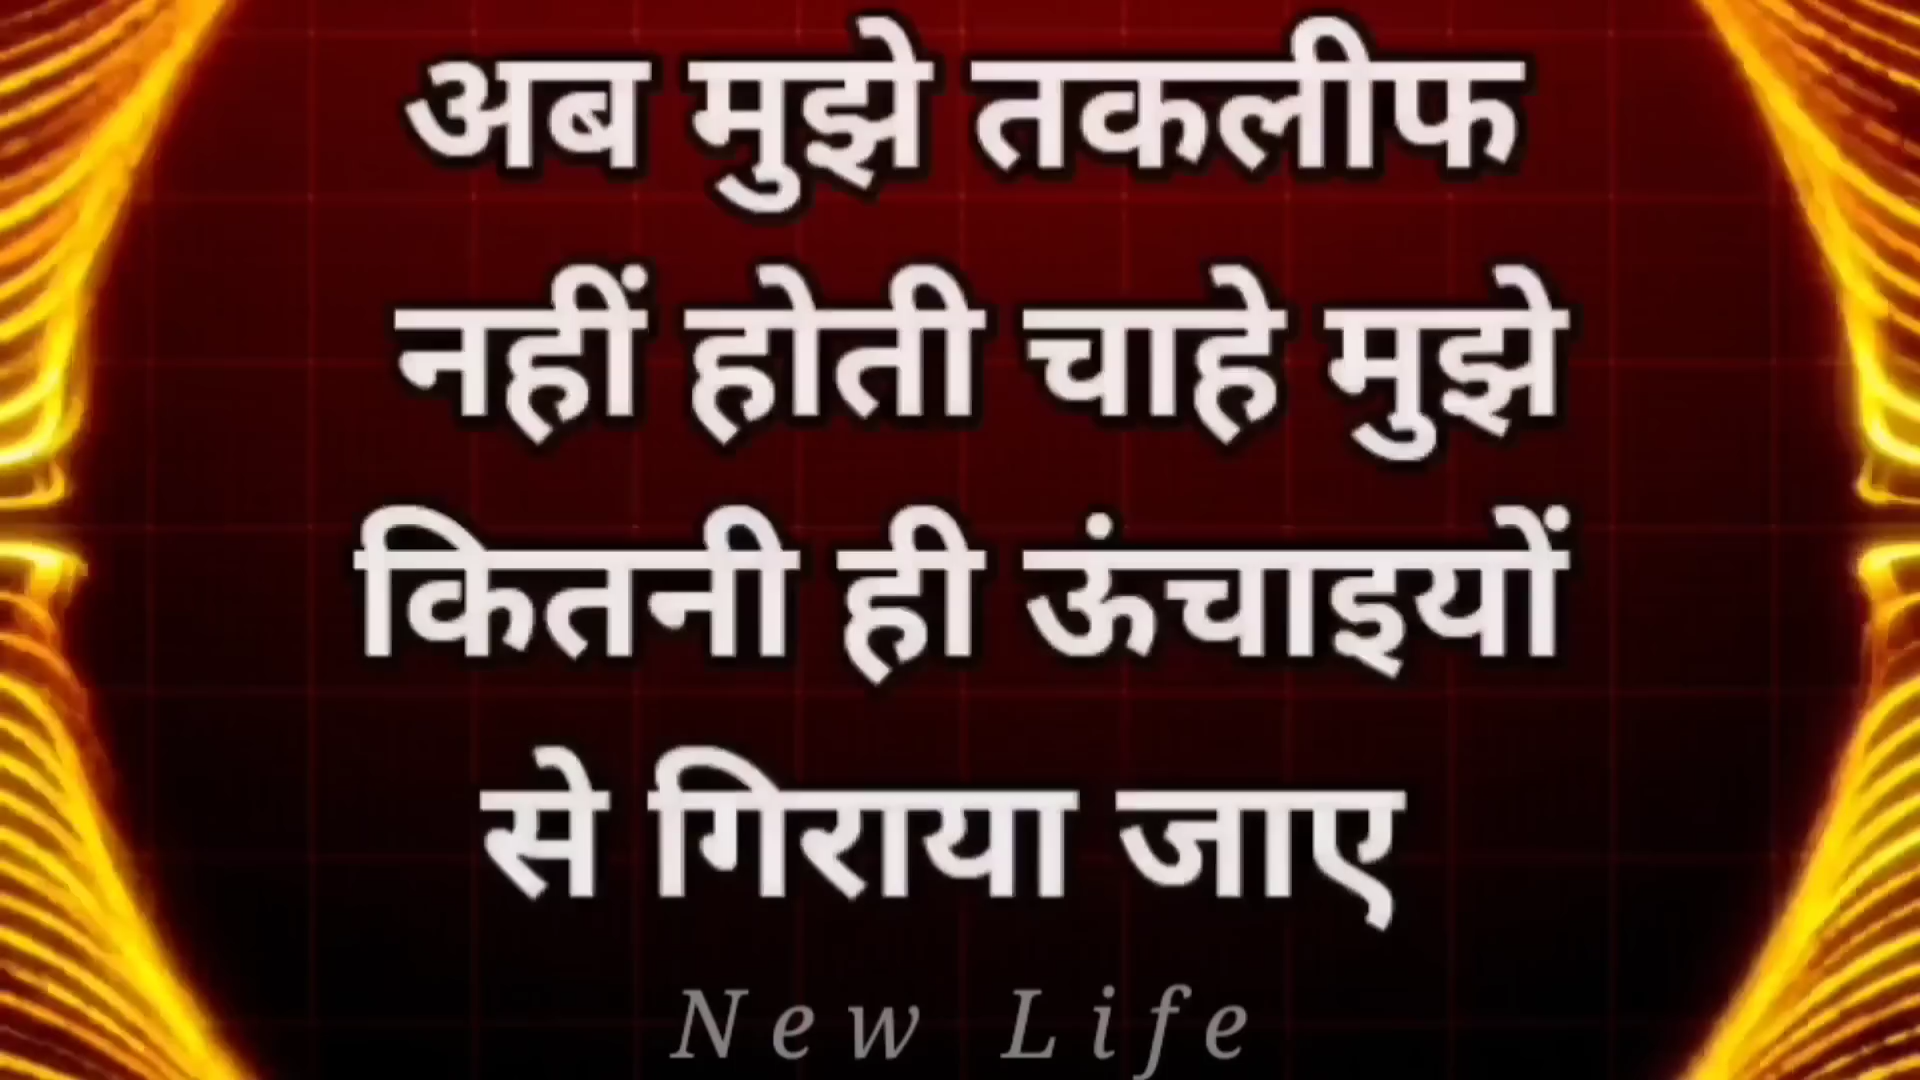 अब मुझे तकलीफ
नहीं होती चाहे मुझे
कितनी ही ऊंचाइयों
से गिराया जाए
New Life